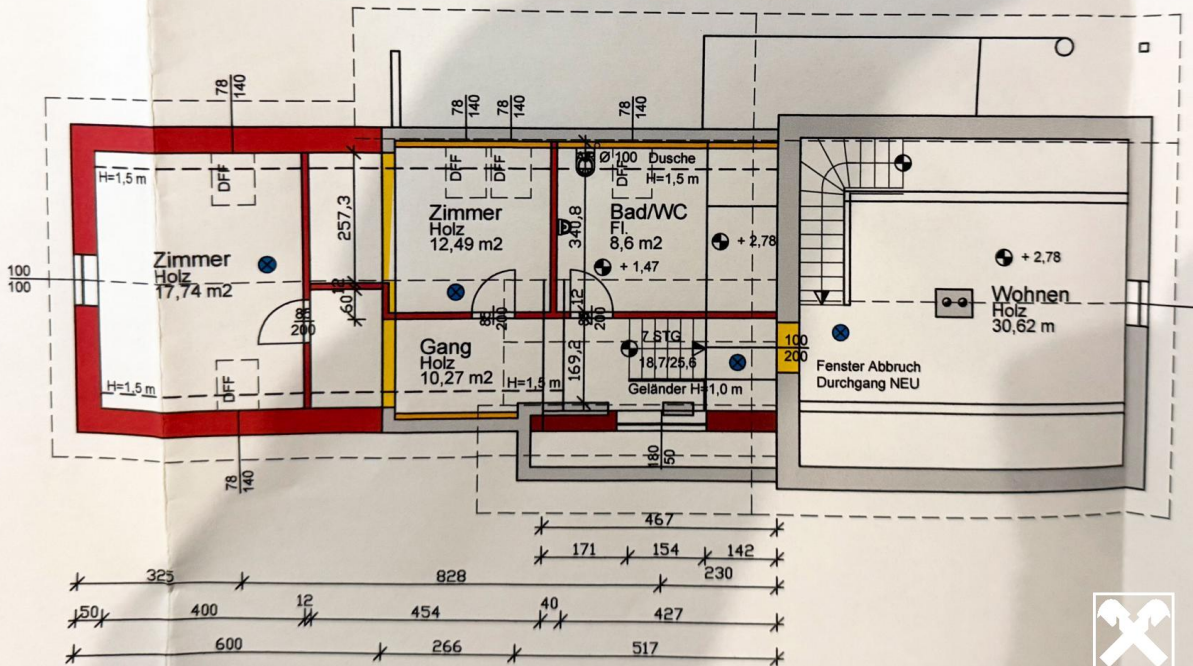 78
140
78
140
78
140
78
140
H=1,5 m
DFF
DFF
DFF
Ø 100 Dusche
DFF
H=1,5 m
257,3
Zimmer
Holz
12,49 m2
340,8
Bad/WC
Fl.
8,6 m2
+ 2,78
+ 1,47
+ 2,78
100
100
Zimmer
Holz
17,74 m2
Wohnen
Holz
30,62 m
12
60
200
200
12
200
7 STG
18,7/25,6
100
200
Gang
Holz
10,27 m2
169,2
H=1,5 m
Geländer H=1,0 m
Fenster Abbruch
Durchgang NEU
H=1,5 m
DFF
78
140
180
50
467
171 154 142
325 828 230
50 400 12 454 40 427
600 266 517